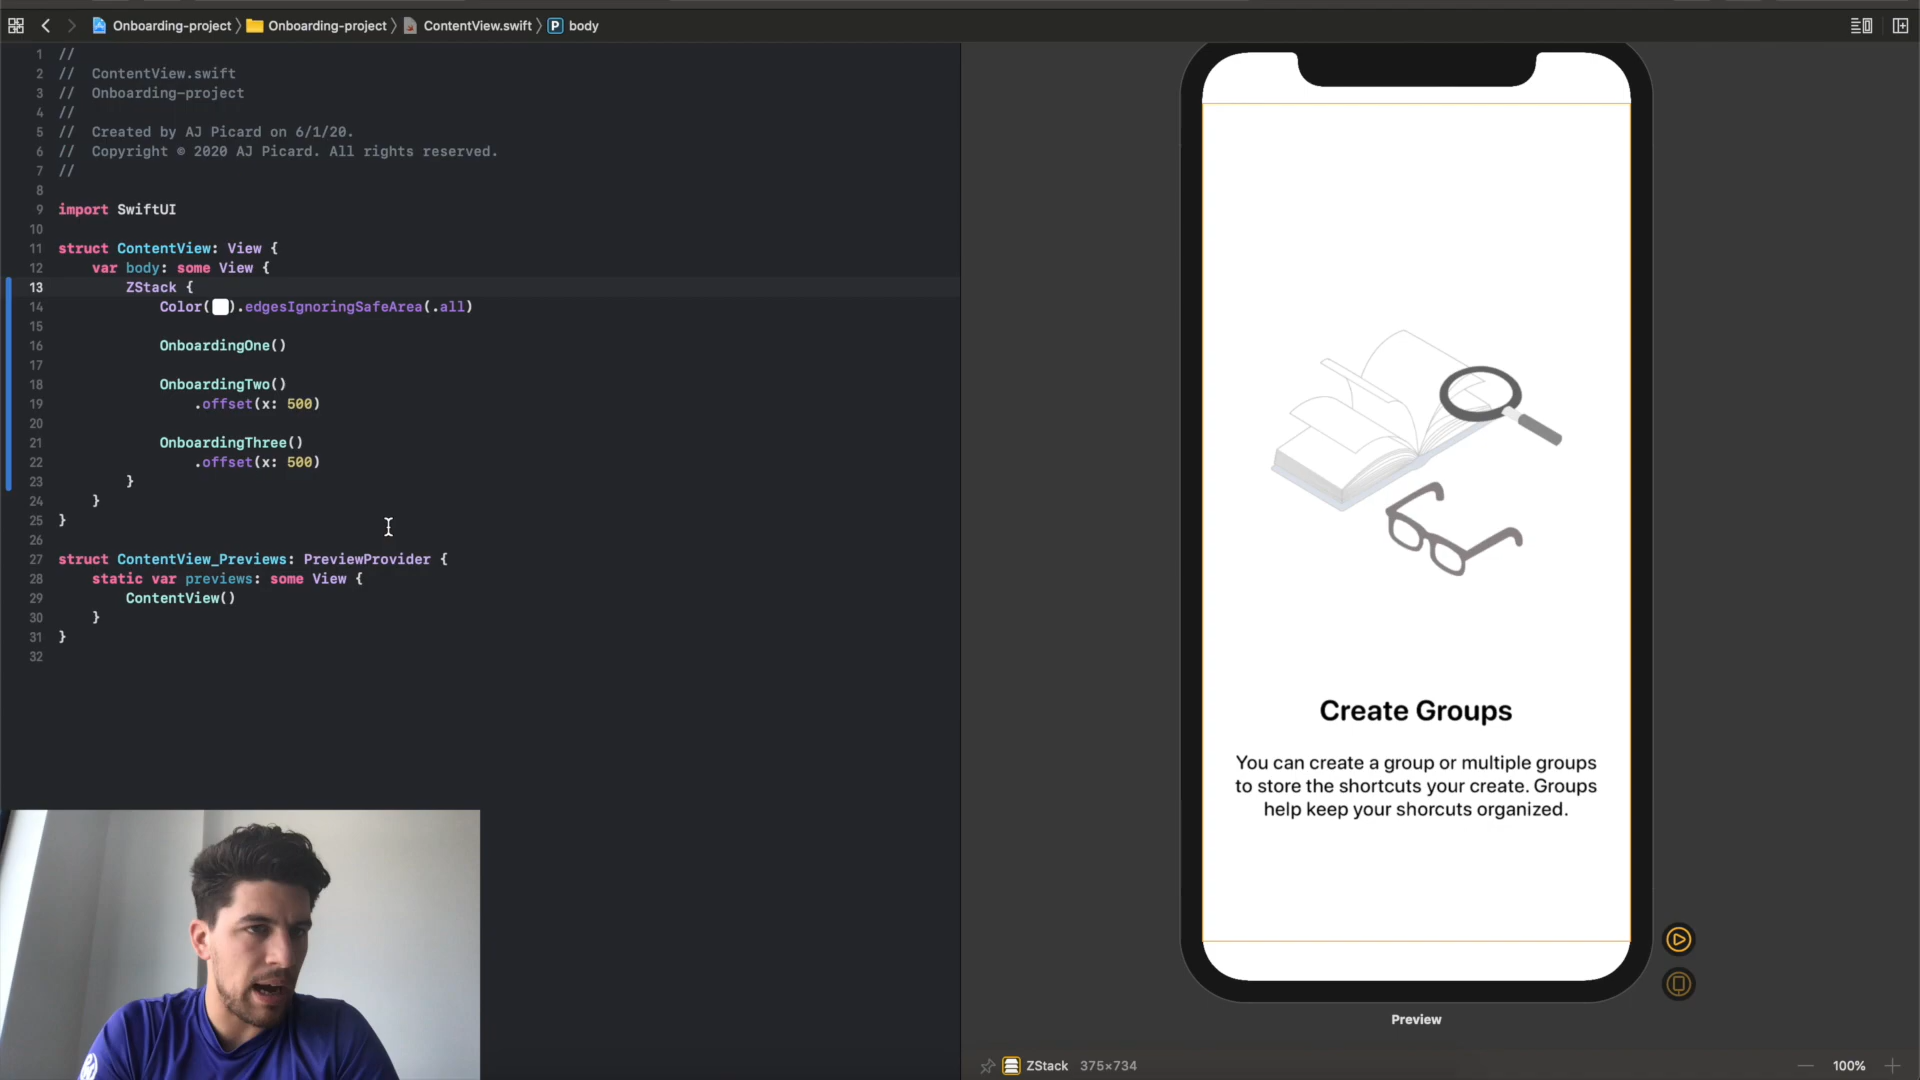 Onboarding-project 〉 Onboarding-project 〉 ContentView.swift 〉 P body
1 //
2 //  ContentView.swift
3 //  Onboarding-project
4 //
5 //  Created by AJ Picard on 6/1/20.
6 //  Copyright © 2020 AJ Picard. All rights reserved.
7 //
8
9 import SwiftUI
10
11 struct ContentView: View {
12     var body: some View {
13         ZStack {
14             Color().edgesIgnoringSafeArea(.all)
15
16             OnboardingOne()
17
18             OnboardingTwo()
19                 .offset(x: 500)
20
21             OnboardingThree()
22                 .offset(x: 500)
23         }
24     }
25 }
26
27 struct ContentView_Previews: PreviewProvider {
28     static var previews: some View {
29         ContentView()
30     }
31 }
32
Create Groups
You can create a group or multiple groups
to store the shortcuts your create. Groups
help keep your shorcuts organized.
Preview
ZStack 375×734
100%